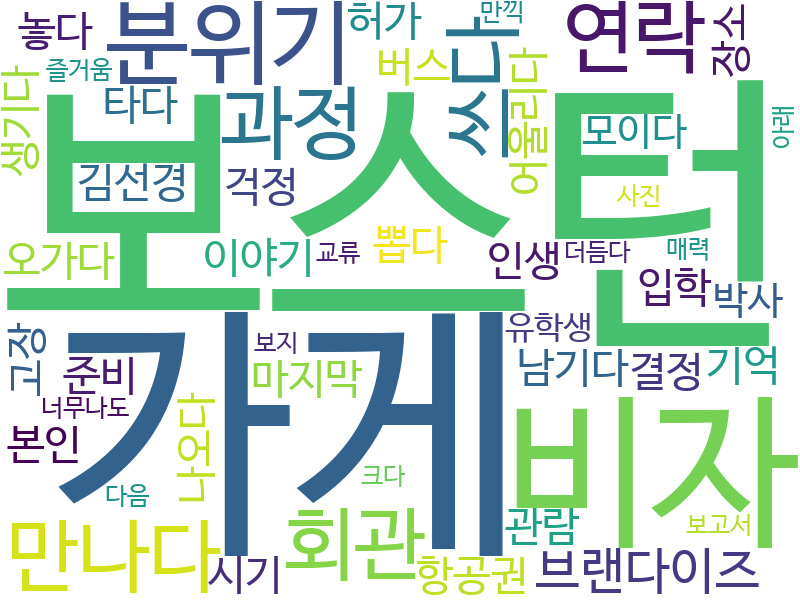 놓다
분위기
허가
만끽
연락
장소
즐거움
버스
쓰다
생기다
타다
과정
어울리다
모이다
아래
보스턴
김선경
걱정
사진
오가다
이야기
교류
뽑다
인생
더듬다
매력
입학
박사
가게
고장
준비
보지
마지막
유학생
남기다
결정
기억
너무나도
본인
나오다
비자
다음
크다
만나다
회관
관람
보고서
시기
항공권
브랜다이즈